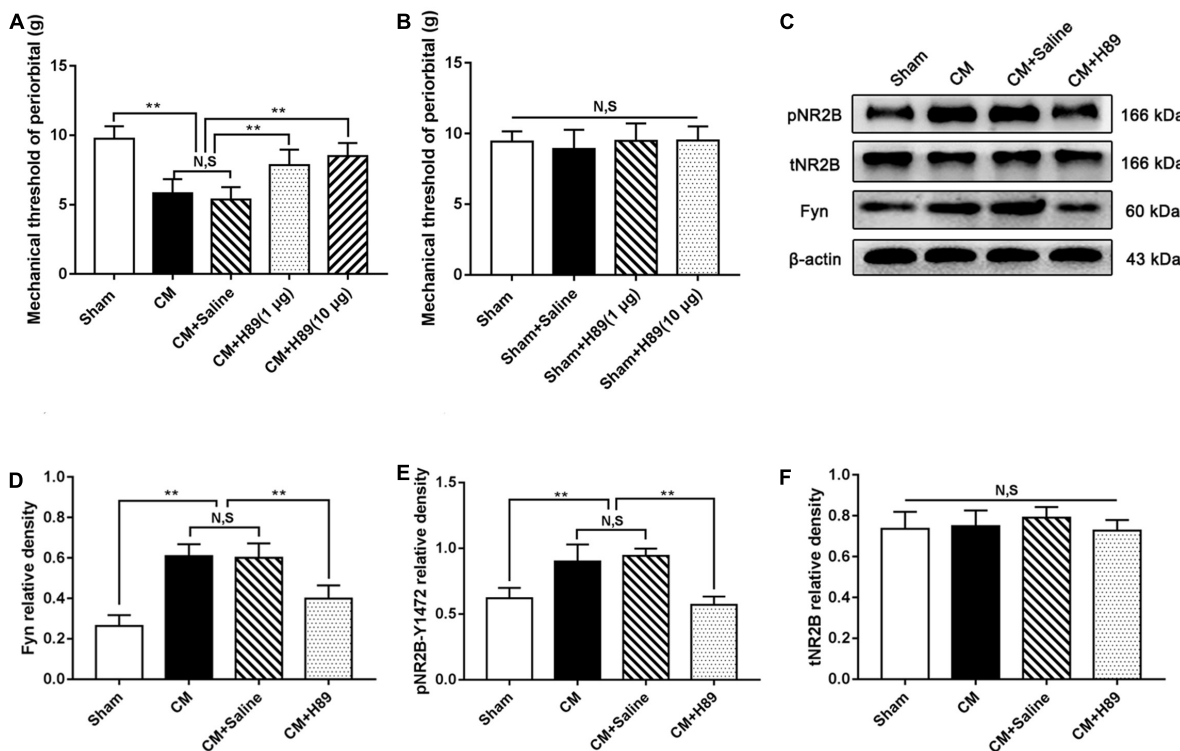 A
Mechanical threshold of periorbital (g)
15
10
5
0
**
**
**
N,S
Sham
CM
CM+Saline
CM+H89(1 μg)
CM+H89(10 μg)
B
Mechanical threshold of periorbital (g)
15
10
5
0
N,S
Sham
Sham+Saline
Sham+H89(1 μg)
Sham+H89(10 μg)
C
Sham
CM
CM+Saline
CM+H89
pNR2B
166 kDa
tNR2B
166 kDa
Fyn
60 kDa
β-actin
43 kDa
D
Fyn relative density
1.0
0.8
0.6
0.4
0.2
0.0
**
**
N,S
Sham
CM
CM+Saline
CM+H89
E
pNR2B-Y1472 relative density
1.5
1.0
0.5
0.0
**
**
N,S
Sham
CM
CM+Saline
CM+H89
F
tNR2B relative density
1.0
0.8
0.6
0.4
0.2
0.0
N,S
Sham
CM
CM+Saline
CM+H89